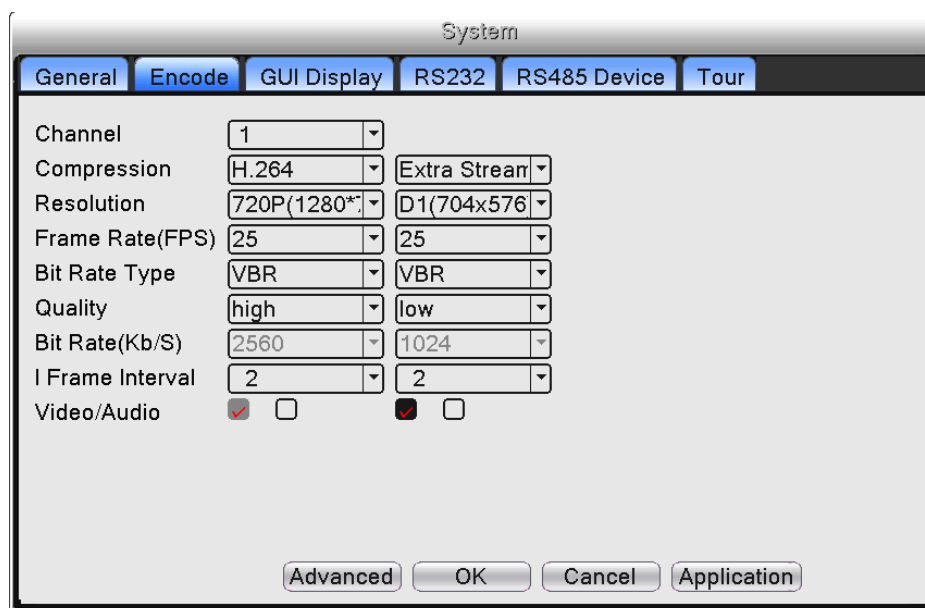 System
General Encode GUI Display RS232 RS485 Device Tour
Channel 1
Compression H.264 Extra Stream
Resolution 720P(1280*7 D1(704x576
Frame Rate(FPS) 25 25
Bit Rate Type VBR VBR
Quality high low
Bit Rate(Kb/S) 2560 1024
I Frame Interval 2 2
Video/Audio
Advanced OK Cancel Application